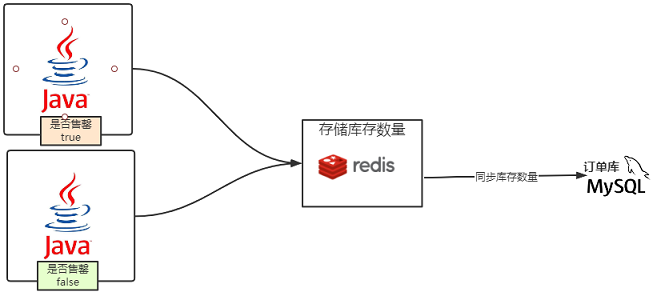 Java
是否售罄
true
Java
是否售罄
false
存储库存数量
redis
同步库存数量
订单库
MySQL